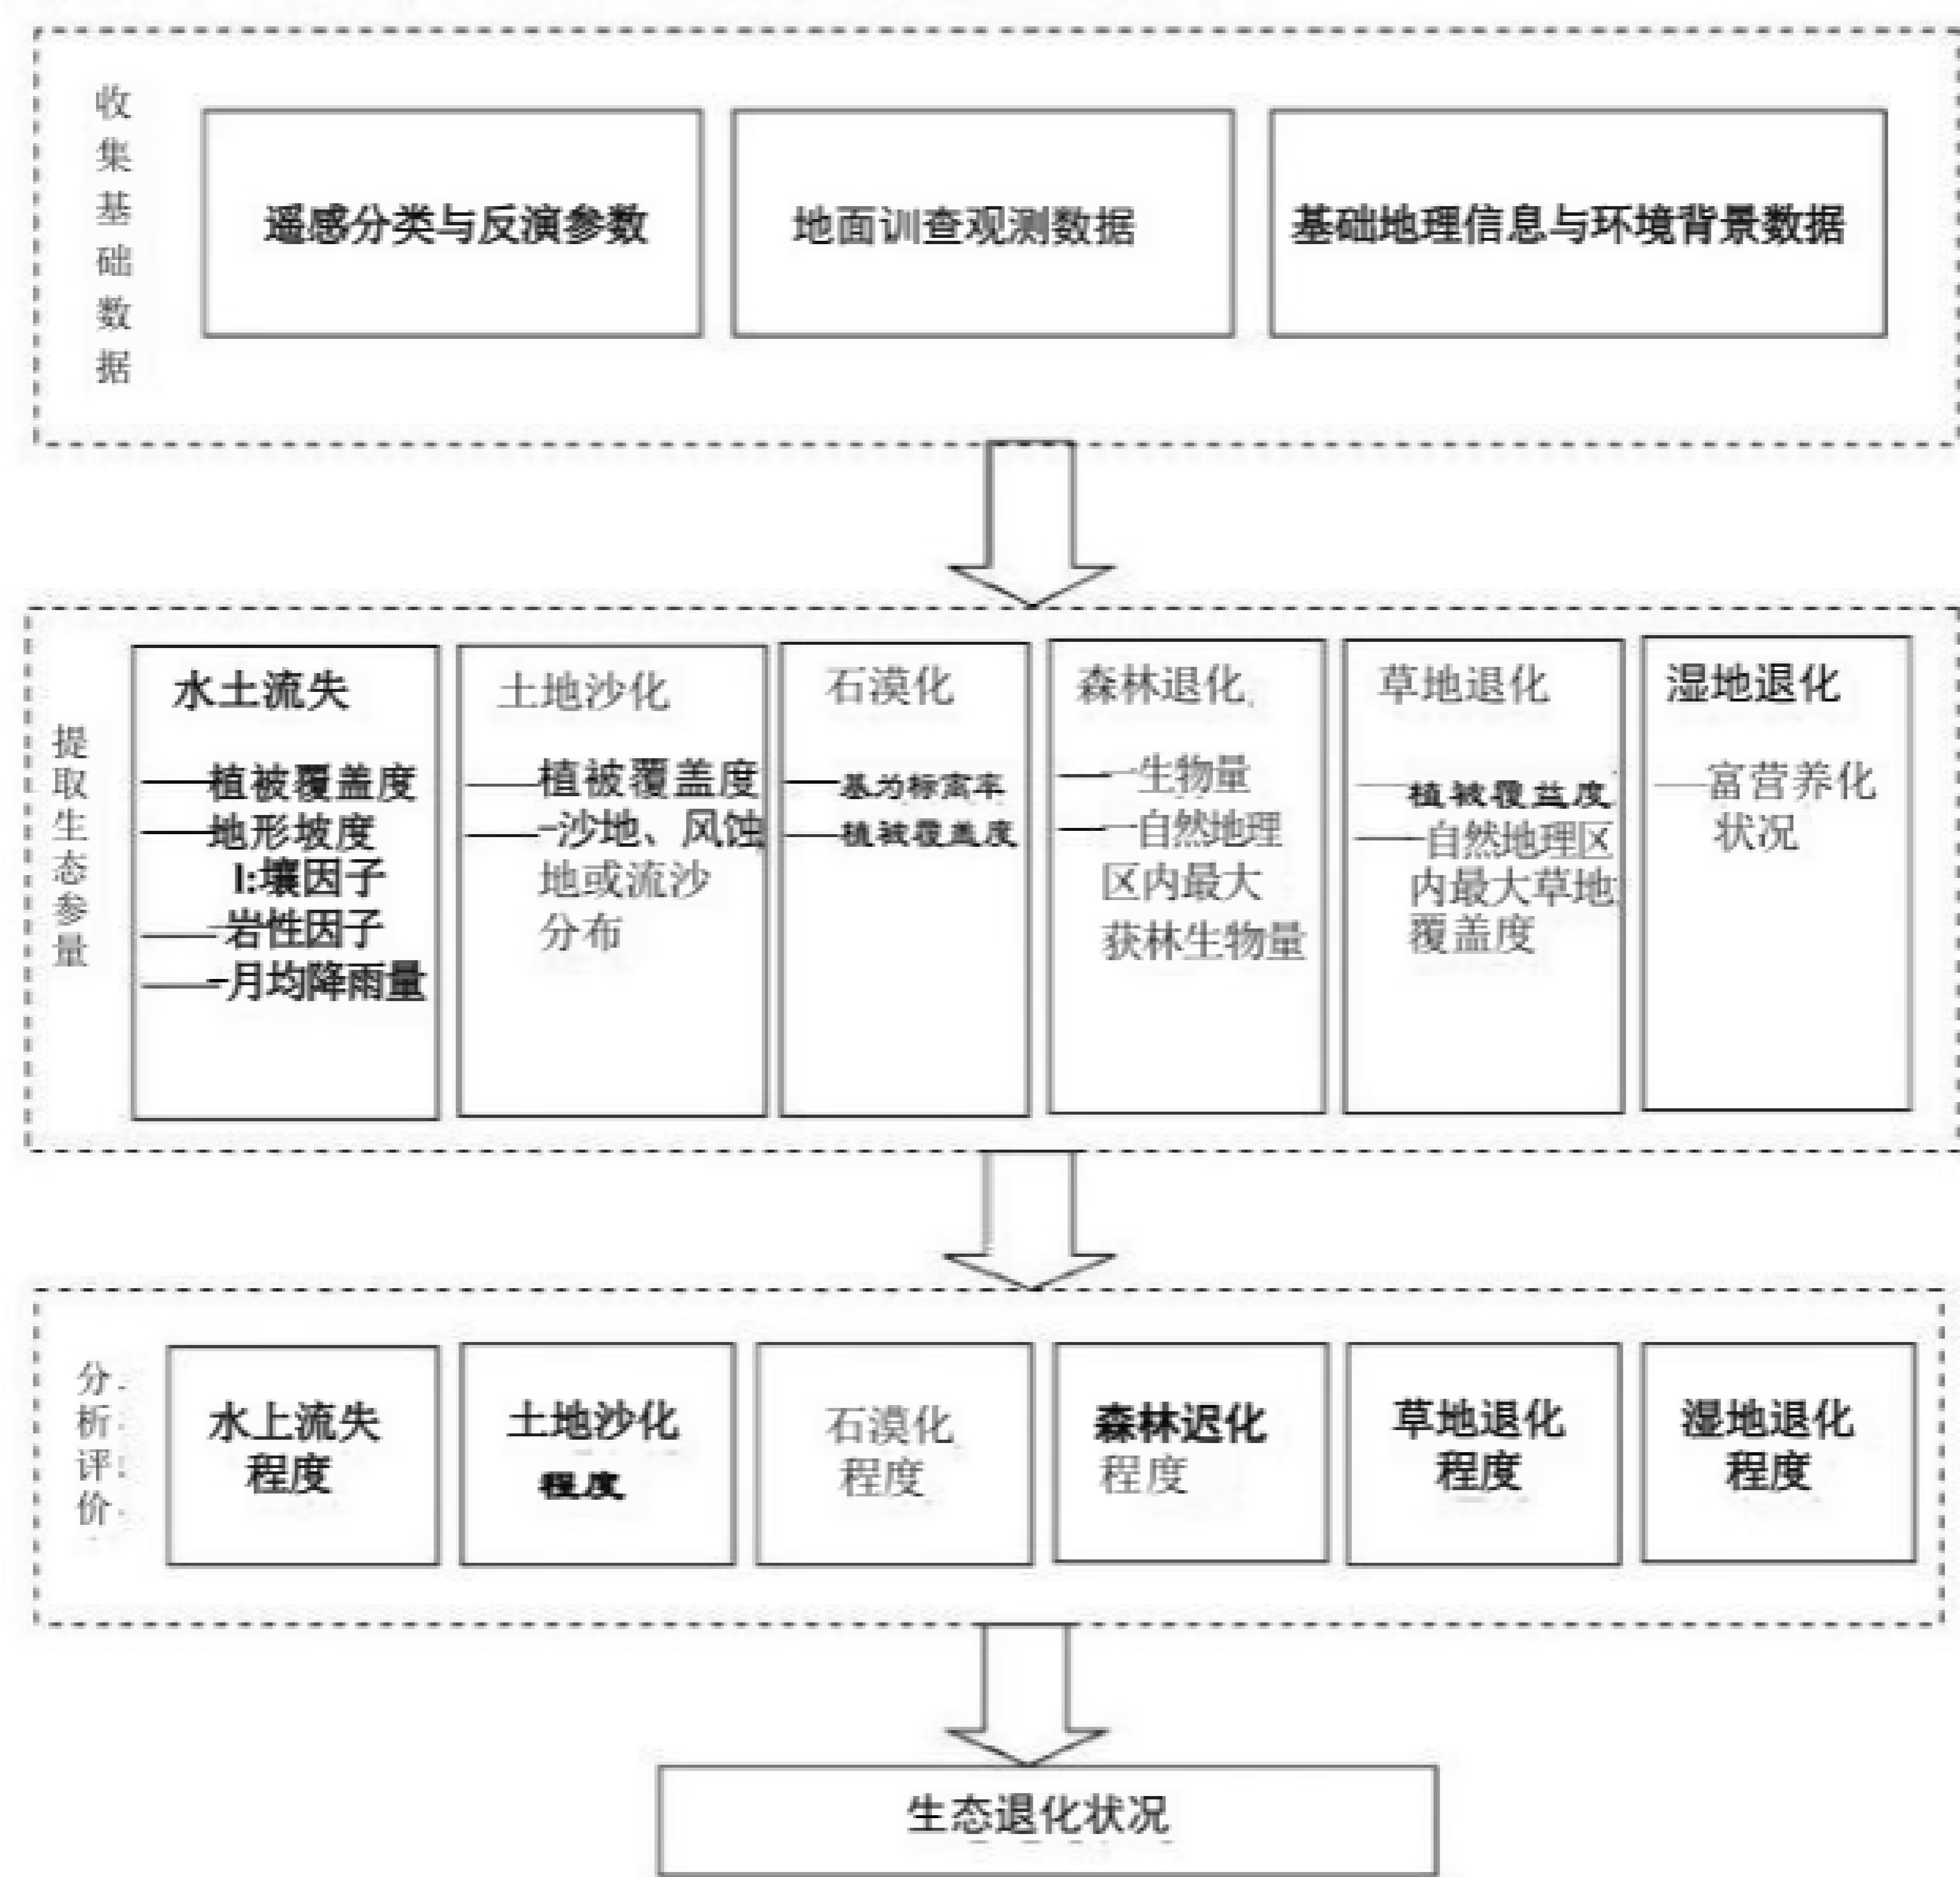 收集基础数据
遥感分类与反演参数
地面训查观测数据
基础地理信息与环境背景数据
提取生态参量
水土流失
植被覆盖度
地形坡度
I:壤因子
岩性因子
月均降雨量
土地沙化
植被覆盖度
沙地、风蚀
地或流沙
分布
石漠化
基为标离率
植被覆盖度
森林退化
生物量
自然地理
区内最大
获林生物量
草地退化
植被覆益度
自然地理区
内最大草地
覆盖度
湿地退化
富营养化
状况
分析评价
水上流失
程度
土地沙化
程度
石漠化
程度
森林迟化
程度
草地退化
程度
湿地退化
程度
生态退化状况